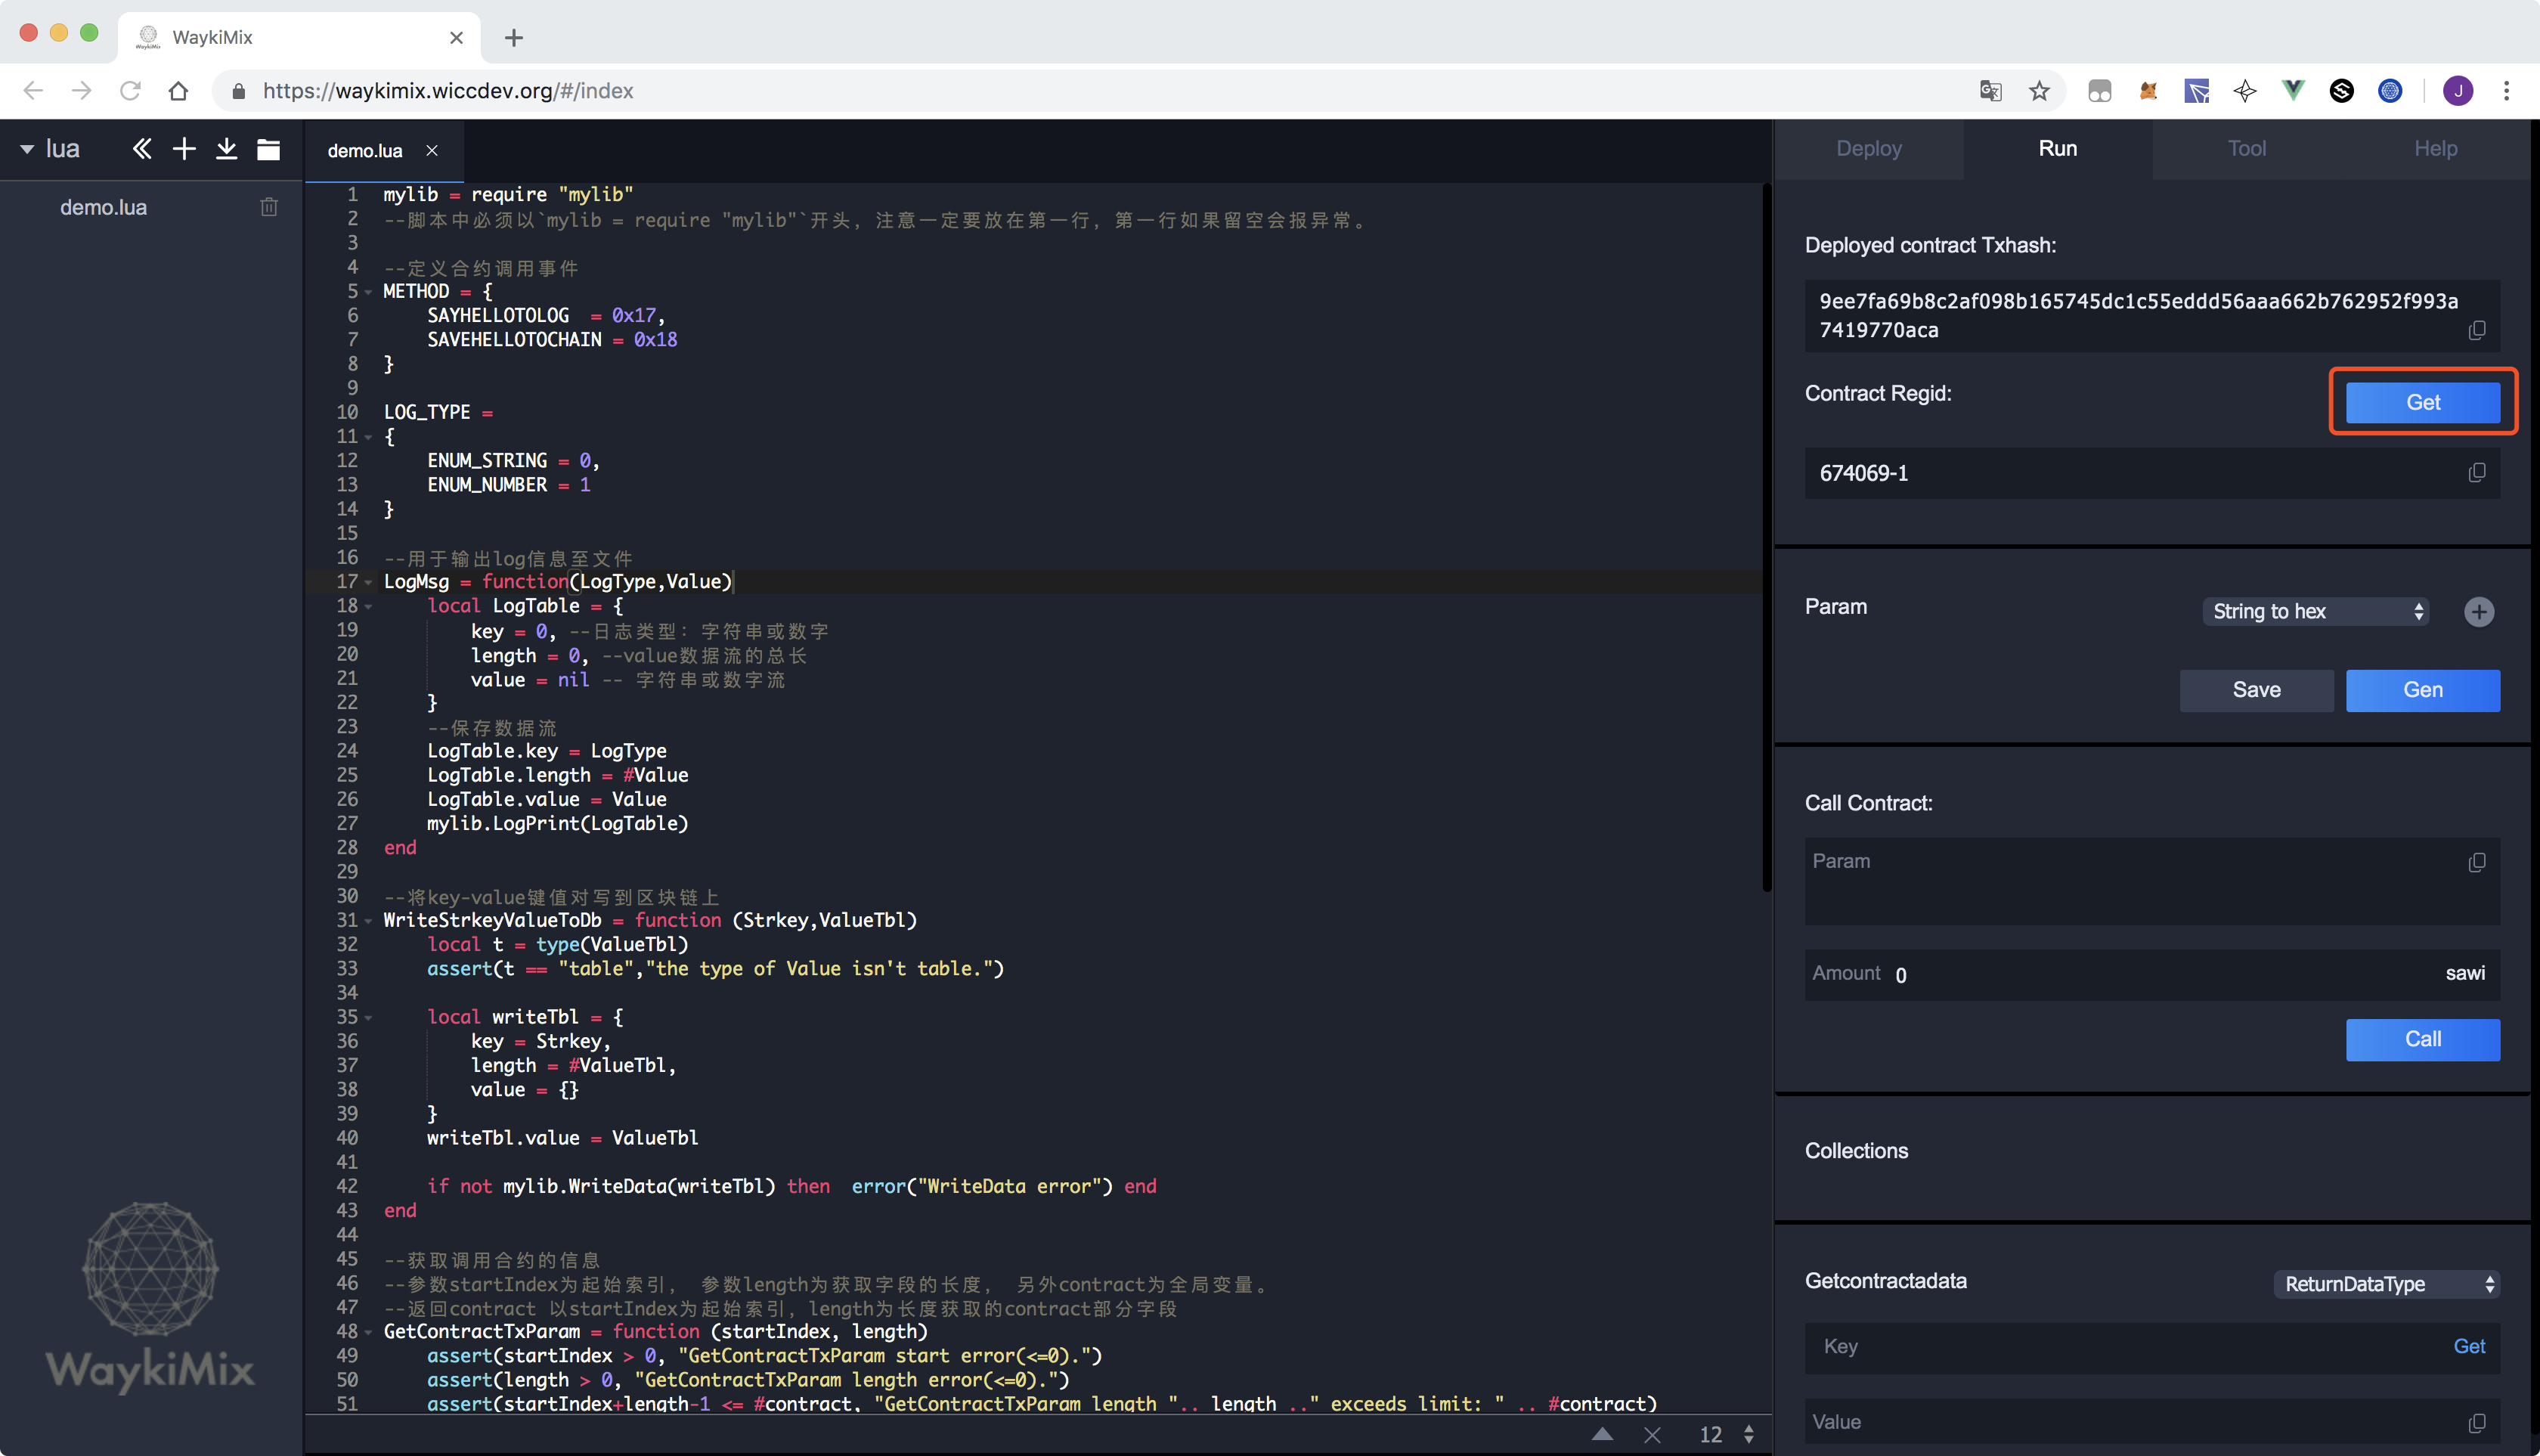 WaykiMix
https://waykimix.wiccdev.org/#/index
J
lua
demo.lua
demo.lua
WaykiMix
1 mylib = require "mylib"
2 --脚本中必须以`mylib = require "mylib"`开头，注意一定要放在第一行，第一行如果留空会报异常。
3
4 --定义合约调用事件
5 METHOD = {
6 SAYHELLOTOLOG  = 0x17,
7 SAVEHELLOTOCHAIN = 0x18
8 }
9
10 LOG_TYPE =
11 {
12 ENUM_STRING = 0,
13 ENUM_NUMBER = 1
14 }
15
16 --用于输出log信息至文件
17 LogMsg = function(LogType,Value)
18 local LogTable = {
19 key = 0, --日志类型：字符串或数字
20 length = 0, --value数据流的总长
21 value = nil -- 字符串或数字流
22 }
23 --保存数据流
24 LogTable.key = LogType
25 LogTable.length = #Value
26 LogTable.value = Value
27 mylib.LogPrint(LogTable)
28 end
29
30 --将key-value键值对写到区块链上
31 WriteStrkeyValueToDb = function (Strkey,ValueTbl)
32 local t = type(ValueTbl)
33 assert(t == "table","the type of Value isn't table.")
34
35 local writeTbl = {
36 key = Strkey,
37 length = #ValueTbl,
38 value = {}
39 }
40 writeTbl.value = ValueTbl
41
42 if not mylib.WriteData(writeTbl) then  error("WriteData error") end
43 end
44
45 --获取调用合约的信息
46 --参数startIndex为起始索引， 参数length为获取字段的长度， 另外contract为全局变量。
47 --返回contract 以startIndex为起始索引，length为长度获取的contract部分字段
48 GetContractTxParam = function (startIndex, length)
49 assert(startIndex > 0, "GetContractTxParam start error(<=0).")
50 assert(length > 0, "GetContractTxParam length error(<=0).")
51 assert(startIndex+length-1 <= #contract, "GetContractTxParam length ".. length .." exceeds limit: " .. #contract)
12
Deploy Run Tool Help
Deployed contract Txhash:
9ee7fa69b8c2af098b165745dc1c55eddd56aaa662b762952f993a
7419770aca
Contract Regid:
Get
674069-1
Param
String to hex
Save
Gen
Call Contract:
Param
Amount 0 sawi
Call
Collections
Getcontractadata
ReturnDataType
Key
Get
Value